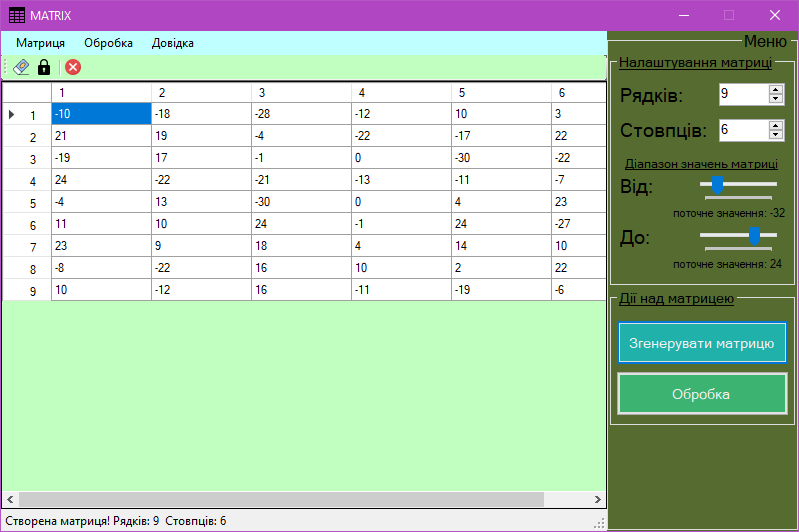 MATRIX
Матриця Обробка Довідка
1 2 3 4 5 6
1 -10 -18 -28 -12 10 3
2 21 19 -4 -22 -17 22
3 -19 17 -1 0 -30 -22
4 24 -22 -21 -13 -11 -7
5 -4 13 -30 0 4 23
6 11 10 24 -1 24 -27
7 23 9 18 4 14 10
8 -8 -22 16 10 2 22
9 10 -12 16 -11 -19 -6
Створена матриця! Рядків: 9 Стовпців: 6
Меню
Налаштування матриці
Рядків: 9
Стовпців: 6
Діапазон значень матриці
Від:
поточне значення: -32
До:
поточне значення: 24
Дії над матрицею
Згенерувати матрицю
Обробка